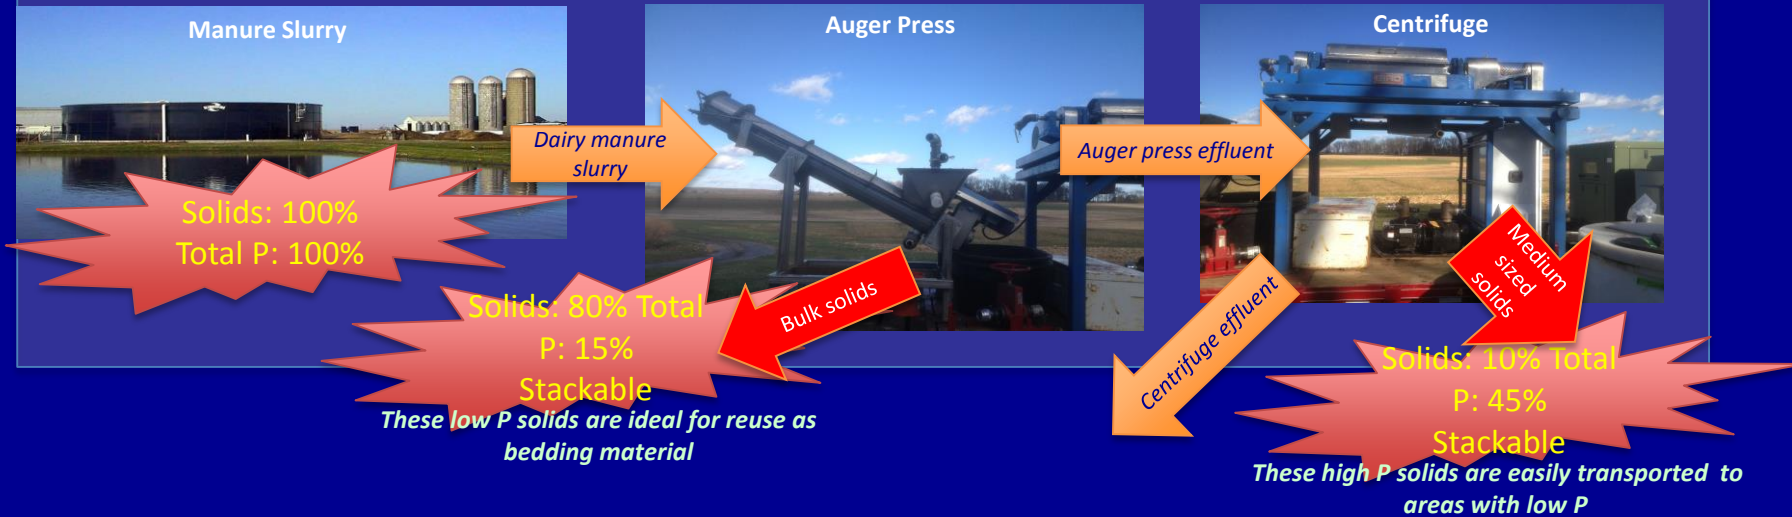 Manure Slurry
Auger Press
Centrifuge
Dairy manure
slurry
Auger press effluent
Solids: 100%
Total P: 100%
Bulk solids
Solids: 80% Total
P: 15%
Stackable
These low P solids are ideal for reuse as
bedding material
Centrifuge effluent
Medium
sized
solids
Solids: 10% Total
P: 45%
Stackable
These high P solids are easily transported to
areas with low P